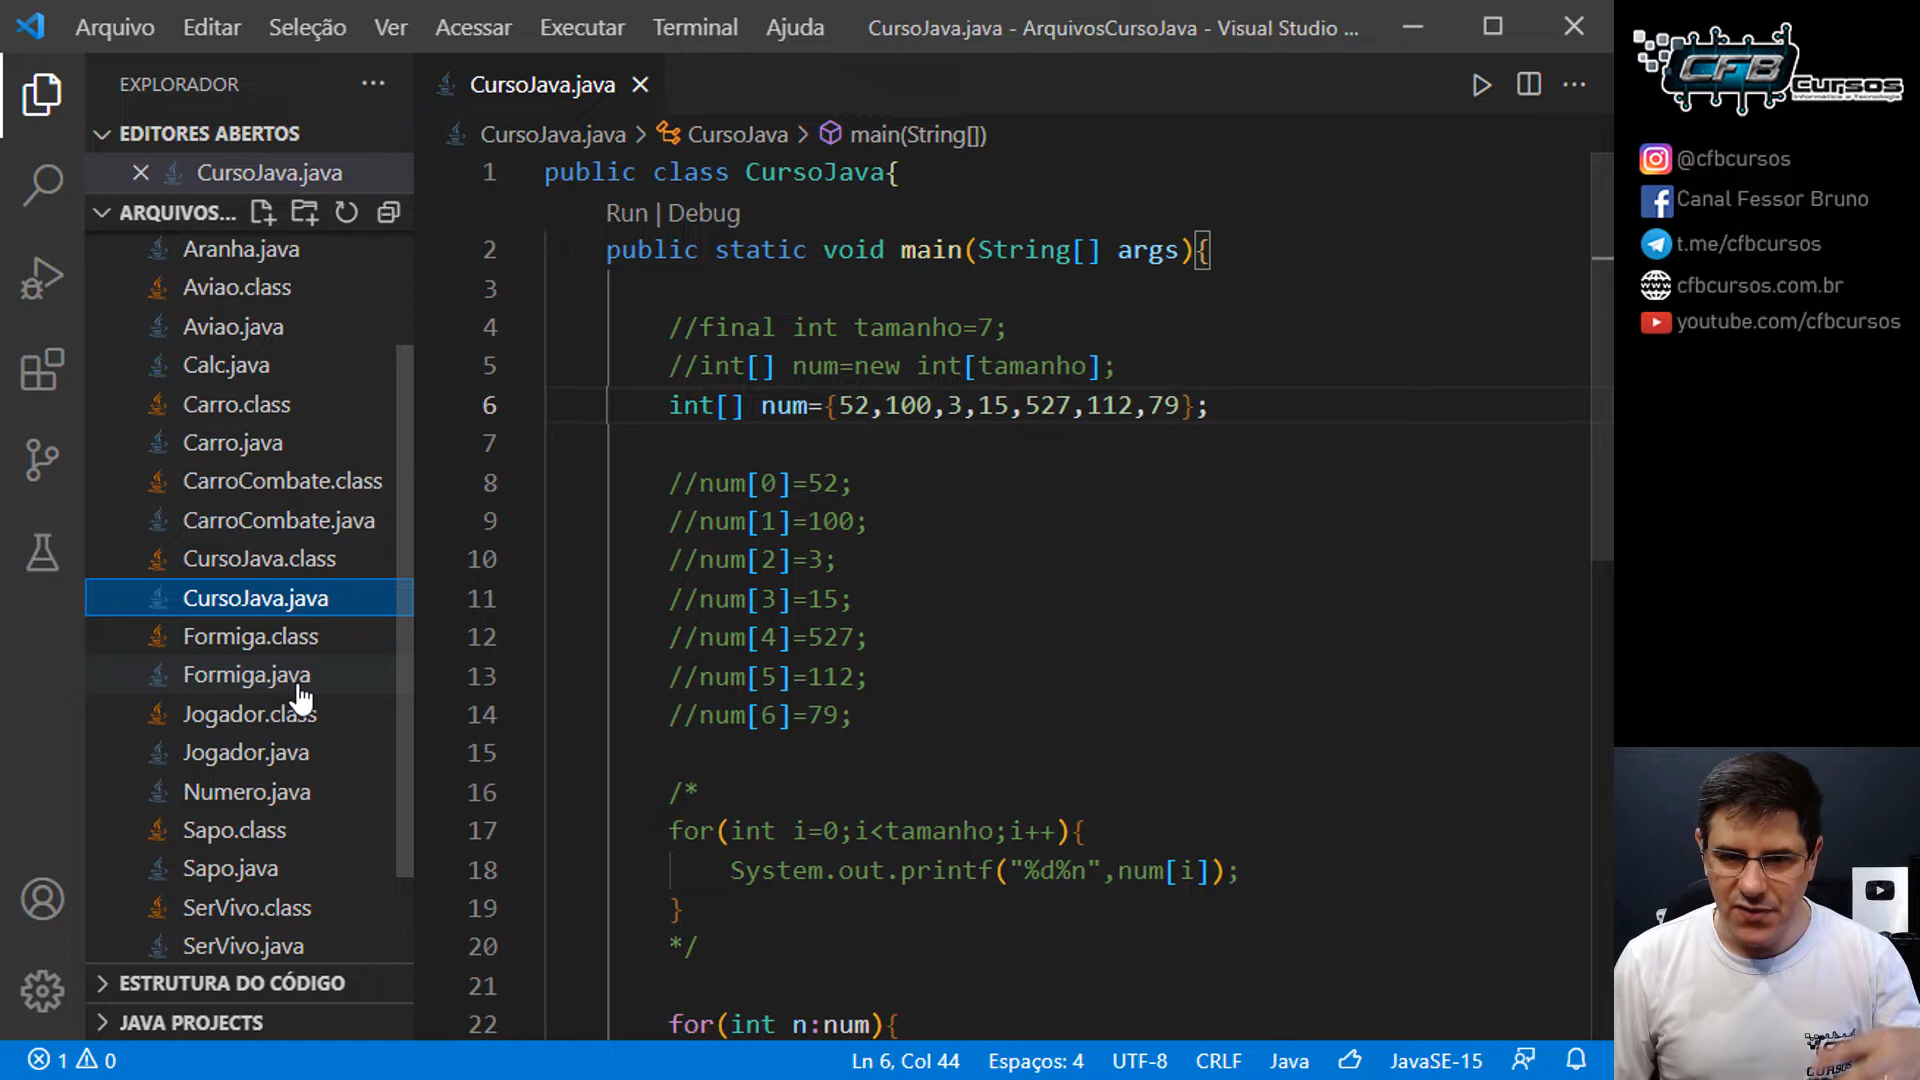 Arquivo Editar Seleção Ver Acessar Executar Terminal Ajuda CursoJava.java - ArquivosCursoJava - Visual Studio ...
EXPLORADOR
EDITORES ABERTOS
CursoJava.java
ARQUIVOS...
Aranha.java
Aviao.class
Aviao.java
Calc.java
Carro.class
Carro.java
CarroCombate.class
CarroCombate.java
CursoJava.class
CursoJava.java
Formiga.class
Formiga.java
Jogador.class
Jogador.java
Numero.java
Sapo.class
Sapo.java
SerVivo.class
SerVivo.java
ESTRUTURA DO CÓDIGO
JAVA PROJECTS
CursoJava.java
CursoJava.java > CursoJava > main(String[])
1 public class CursoJava{
Run | Debug
2 public static void main(String[] args){
3
4 //final int tamanho=7;
5 //int[] num=new int[tamanho];
6 int[] num={52,100,3,15,527,112,79};
7
8 //num[0]=52;
9 //num[1]=100;
10 //num[2]=3;
11 //num[3]=15;
12 //num[4]=527;
13 //num[5]=112;
14 //num[6]=79;
15
16 /*
17 for(int i=0;i<tamanho;i++){
18 System.out.printf("%d%n",num[i]);
19 }
20 */
21
22 for(int n:num){
1 0 Ln 6, Col 44 Espaços: 4 UTF-8 CRLF Java JavaSE-15
CFB Cursos
Informática e Tecnologia
@cfbcursos
Canal Fessor Bruno
t.me/cfbcursos
cfbcursos.com.br
youtube.com/cfbcursos
CURSOS